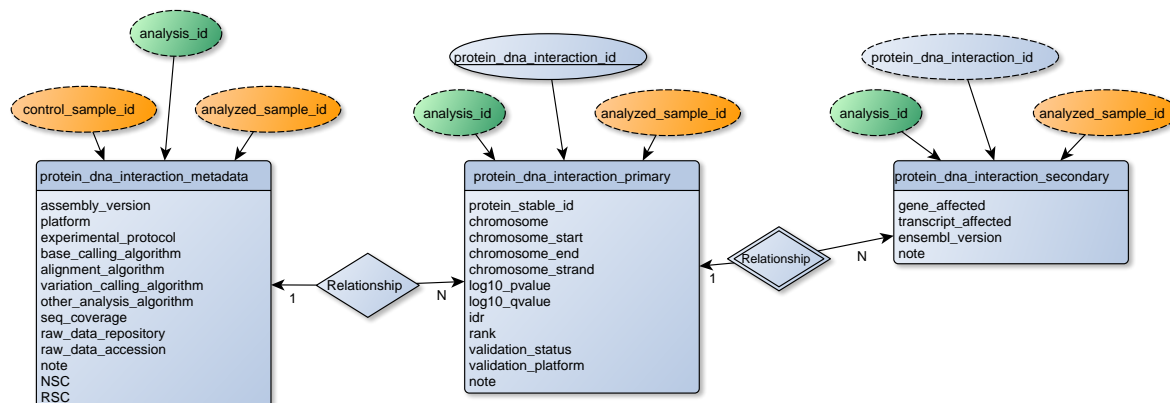 analysis_id
control_sample_id
analyzed_sample_id
protein_dna_interaction_metadata
assembly_version
platform
experimental_protocol
base_calling_algorithm
alignment_algorithm
variation_calling_algorithm
other_analysis_algorithm
seq_coverage
raw_data_repository
raw_data_accession
note
NSC
RSC
1
Relationship
N
protein_dna_interaction_id
analysis_id
analyzed_sample_id
protein_dna_interaction_primary
protein_stable_id
chromosome
chromosome_start
chromosome_end
chromosome_strand
log10_pvalue
log10_qvalue
idr
rank
validation_status
validation_platform
note
1
Relationship
N
protein_dna_interaction_id
analysis_id
analyzed_sample_id
protein_dna_interaction_secondary
gene_affected
transcript_affected
ensembl_version
note